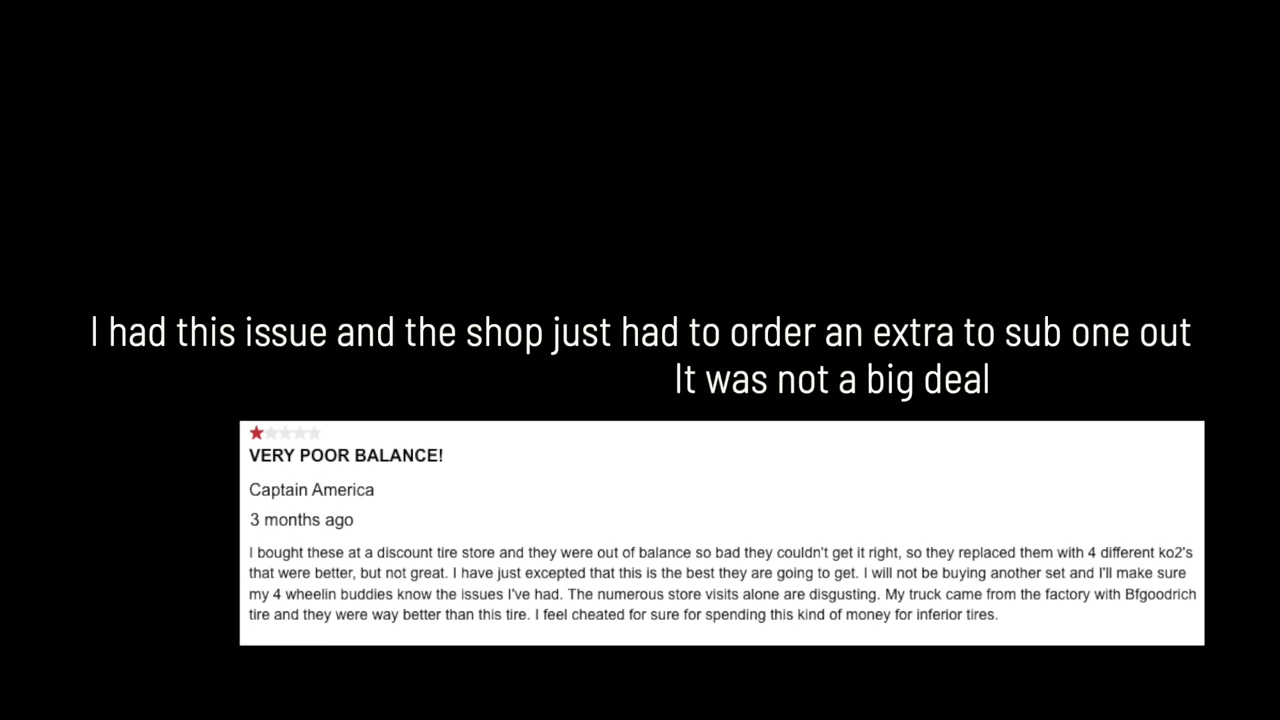 I had this issue and the shop just had to order an extra to sub one out
It was not a big deal
VERY POOR BALANCE!
Captain America
3 months ago
I bought these at a discount tire store and they were out of balance so bad they couldn't get it right, so they replaced them with 4 different ko2's
that were better, but not great. I have just excepted that this is the best they are going to get. I will not be buying another set and I'll make sure
my 4 wheelin buddies know the issues I've had. The numerous store visits alone are disgusting. My truck came from the factory with Bfgoodrich
tire and they were way better than this tire. I feel cheated for sure for spending this kind of money for inferior tires.